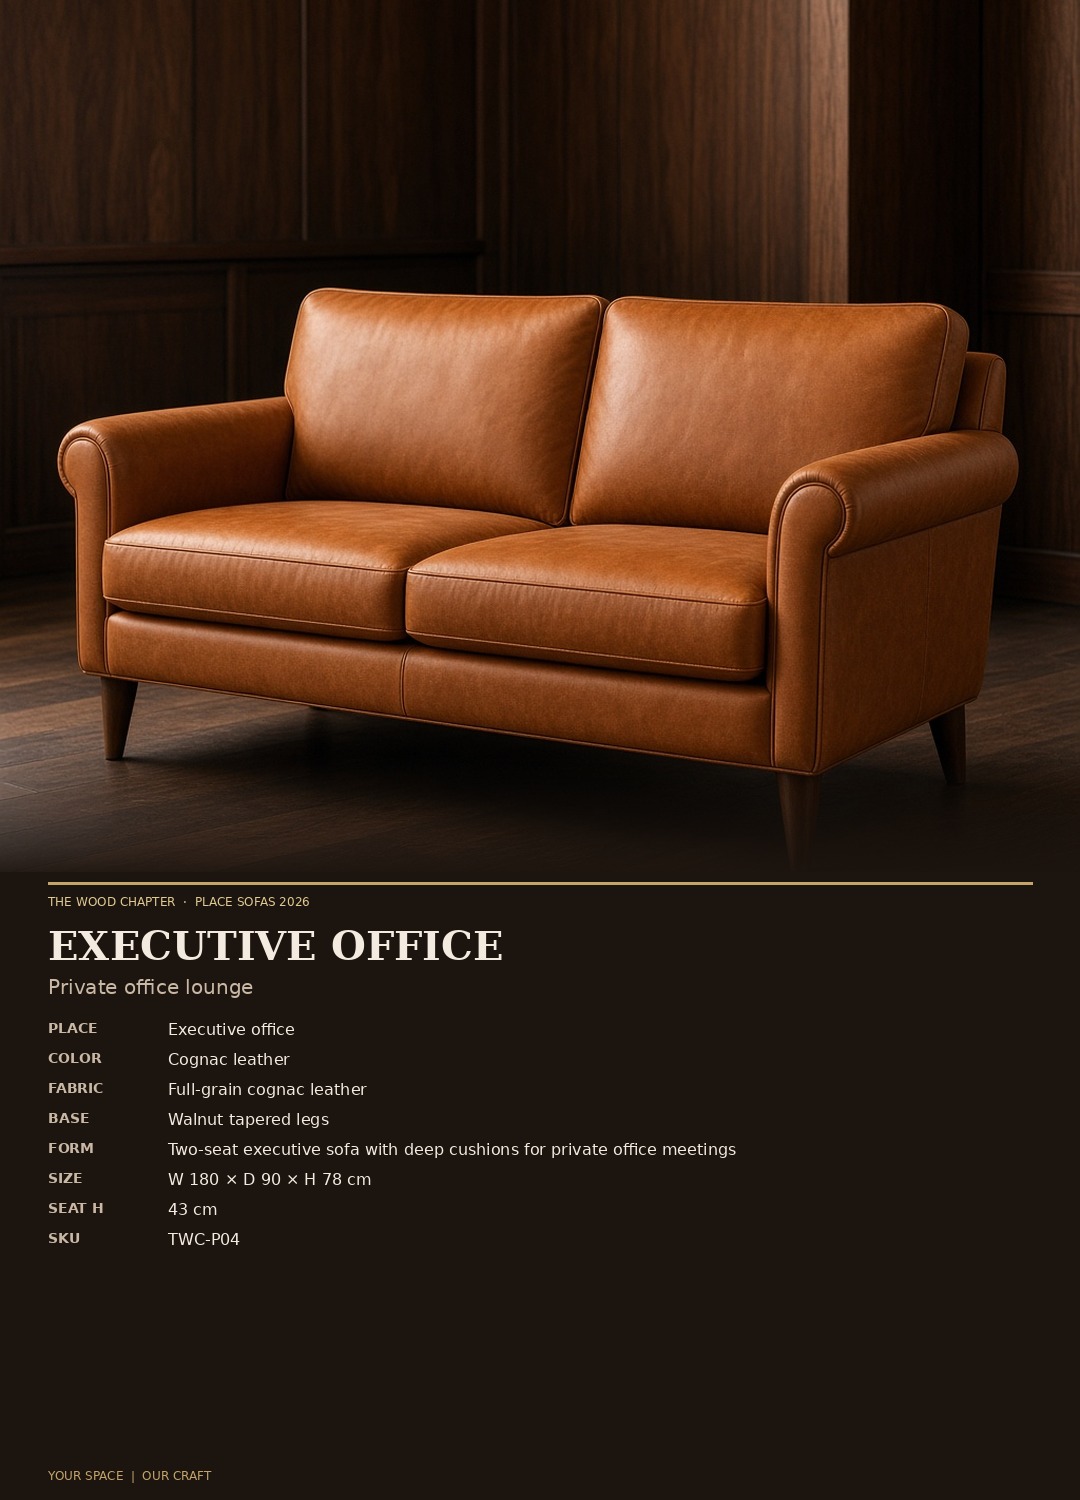 THE WOOD CHAPTER · PLACE SOFAS 2026
EXECUTIVE OFFICE
Private office lounge
PLACE Executive office
COLOR Cognac leather
FABRIC Full-grain cognac leather
BASE Walnut tapered legs
FORM Two-seat executive sofa with deep cushions for private office meetings
SIZE W 180 × D 90 × H 78 cm
SEAT H 43 cm
SKU TWC-P04
YOUR SPACE | OUR CRAFT